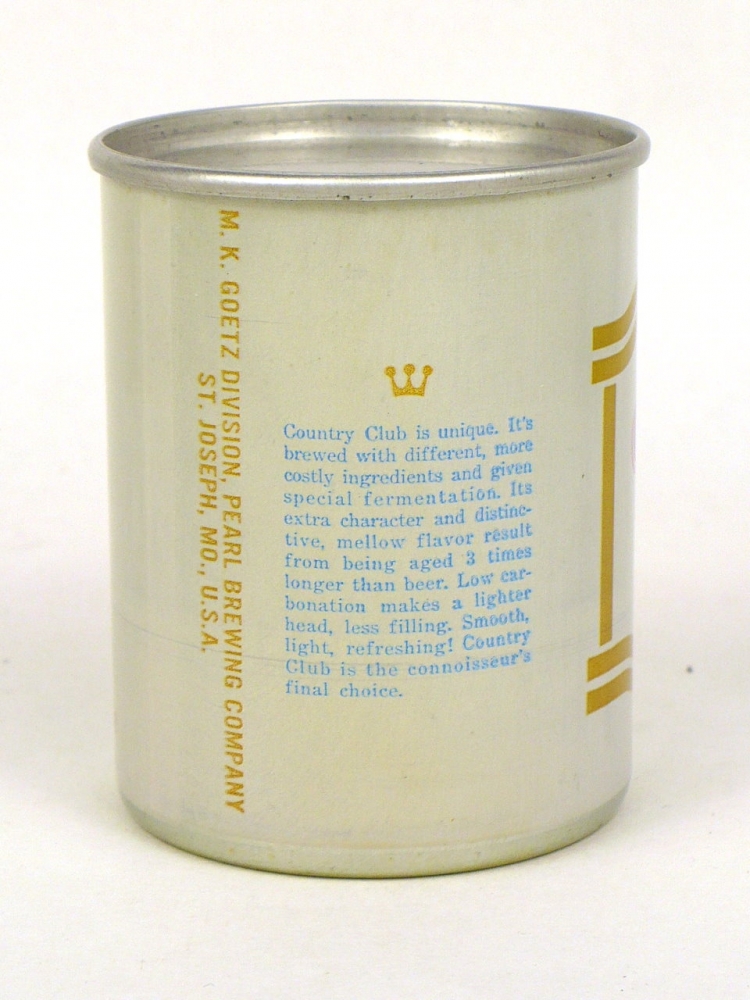 M. K. GOETZ DIVISION, PEARL BREWING COMPANY
ST. JOSEPH, MO., U.S.A.
Country Club is unique. It's
brewed with different, more
costly ingredients and given
special fermentation. Its
extra character and distinc-
tive, mellow flavor result
from being aged 3 times
longer than beer. Low car-
bonation makes a lighter
head, less filling. Smooth,
light, refreshing! Country
Club is the connoisseur's
final choice.